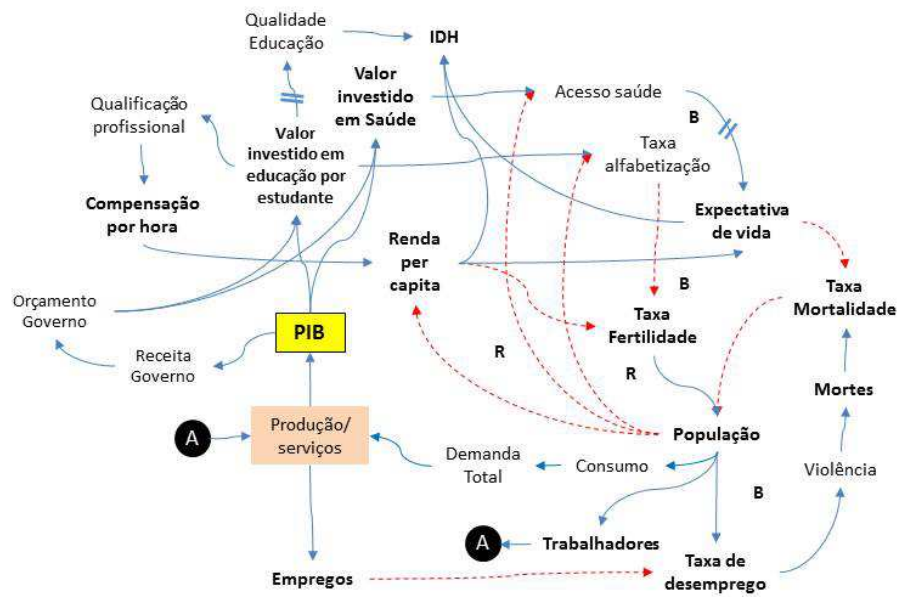 Qualidade
Educação
IDH
Valor
investido
em Saúde
Acesso saúde
B
Qualificação
profissional
Valor
investido em
educação por
estudante
Taxa
alfabetização
Compensação
por hora
Expectativa
de vida
Renda
per
capita
B
Taxa
Mortalidade
Orçamento
Governo
PIB
Taxa
Fertilidade
Receita
Governo
R
R
Mortes
A
Produção/
serviços
População
Demanda
Total
Consumo
Violência
B
A
Trabalhadores
Empregos
Taxa de
desemprego